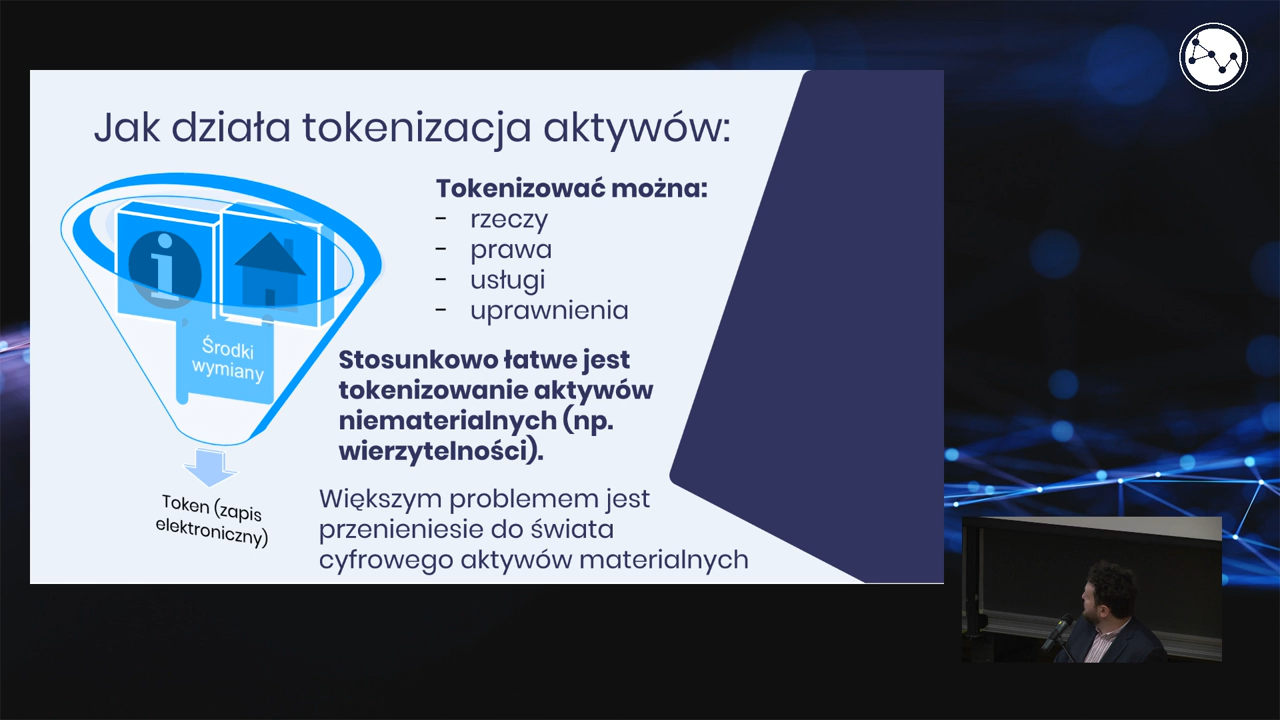 Jak działa tokenizacja aktywów:
Tokenizować można:
- rzeczy
- prawa
- usługi
- uprawnienia
Środki
wymiany
Stosunkowo łatwe jest
tokenizowanie aktywów
niematerialnych (np.
wierzytelności).
Token (zapis
elektroniczny)
Większym problemem jest
przenieniesie do świata
cyfrowego aktywów materialnych